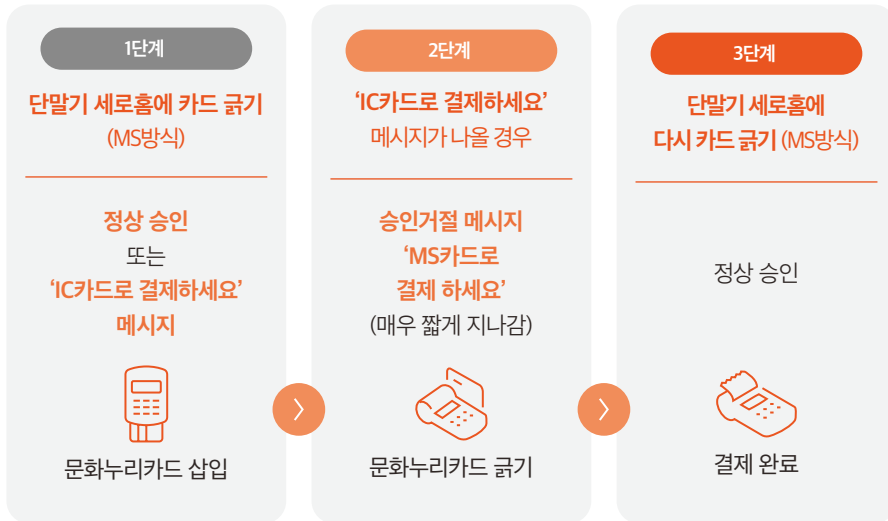 1단계
단말기 세로홈에 카드 긁기
(MS방식)
정상 승인
또는
‘IC카드로 결제하세요’
메시지
문화누리카드 삽입
2단계
‘IC카드로 결제하세요’
메시지가 나올 경우
승인거절 메시지
‘MS카드로
결제 하세요’
(매우 짧게 지나감)
문화누리카드 긁기
3단계
단말기 세로홈에
다시 카드 긁기 (MS방식)
정상 승인
결제 완료